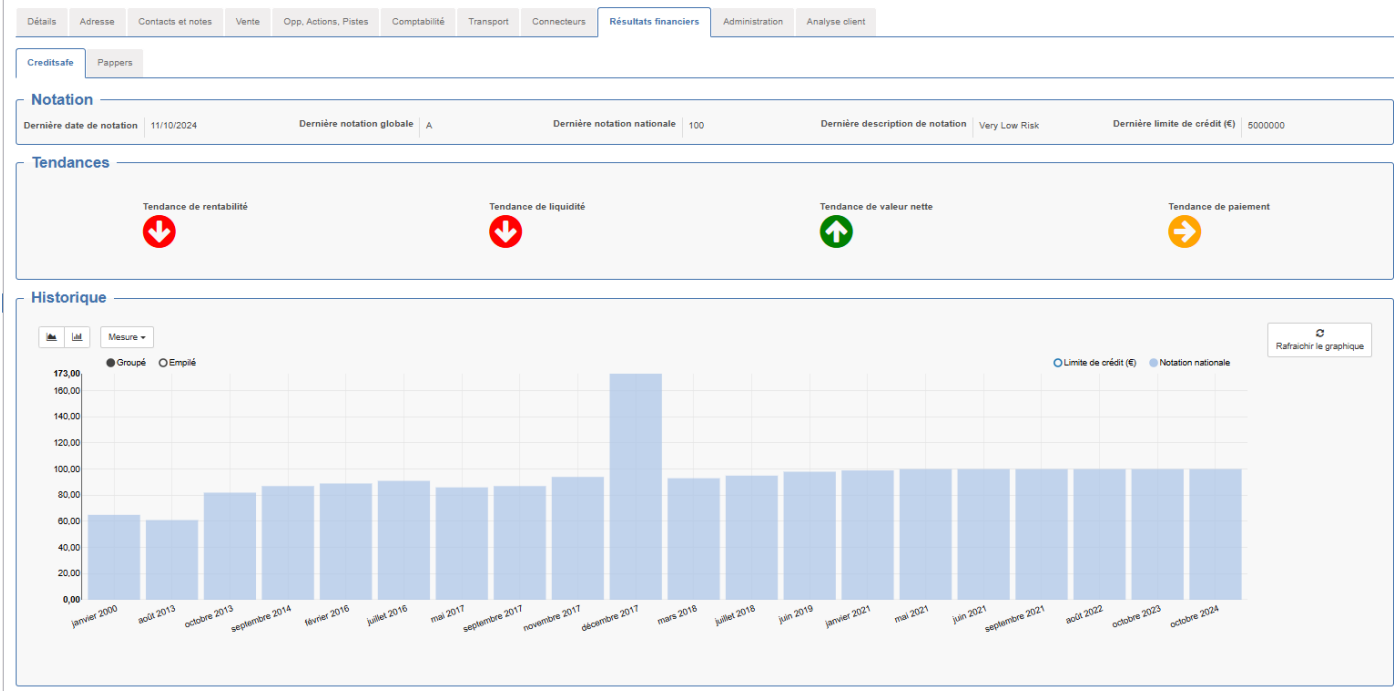 Détails Adresse Contacts et notes Vente Opp, Actions, Pistes Comptabilité Transport Connecteurs Résultats financiers Administration Analyse client
Creditsafe Pappers
Notation
Dernière date de notation 11/10/2024 Dernière notation globale A Dernière notation nationale 100 Dernière description de notation Very Low Risk Dernière limite de crédit (€) 5000000
Tendances
Tendance de rentabilité Tendance de liquidité Tendance de valeur nette Tendance de paiement
Historique
Mesure
Rafraichir le graphique
Groupé Empilé Limite de crédit (€) Notation nationale
173,00
160,00
140,00
120,00
100,00
80,00
60,00
40,00
20,00
0,00
janvier 2000 août 2013 octobre 2013 septembre 2014 février 2016 juillet 2016 mai 2017 septembre 2017 novembre 2017 décembre 2017 mars 2018 juillet 2018 juin 2019 janvier 2021 mai 2021 juin 2021 septembre 2021 août 2022 octobre 2023 octobre 2024